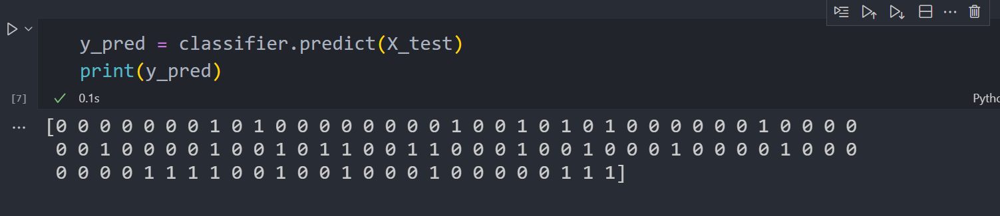 y_pred = classifier.predict(X_test)
print(y_pred)
[7] 0.1s
[0 0 0 0 0 0 0 1 0 1 0 0 0 0 0 0 0 0 1 0 0 1 0 1 0 1 0 0 0 0 0 0 1 0 0 0 0
0 0 1 0 0 0 0 1 0 0 1 0 1 1 0 0 1 1 0 0 0 1 0 0 1 0 0 0 1 0 0 0 0 1 0 0 0
0 0 0 0 1 1 1 1 0 0 1 0 0 1 0 0 0 1 0 0 0 0 0 1 1 1]